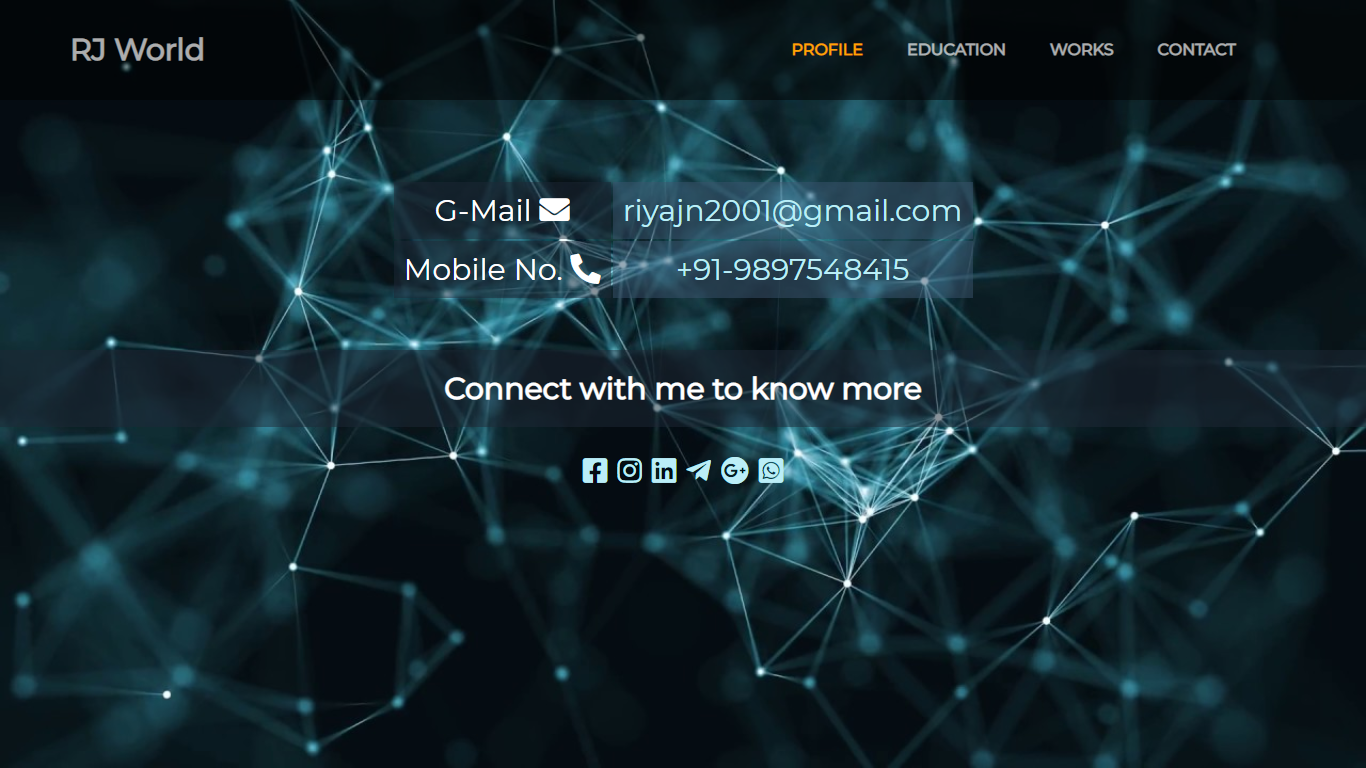 RJ World
PROFILE EDUCATION WORKS CONTACT
G-Mail riyajn2001@gmail.com
Mobile No. +91-9897548415
Connect with me to know more